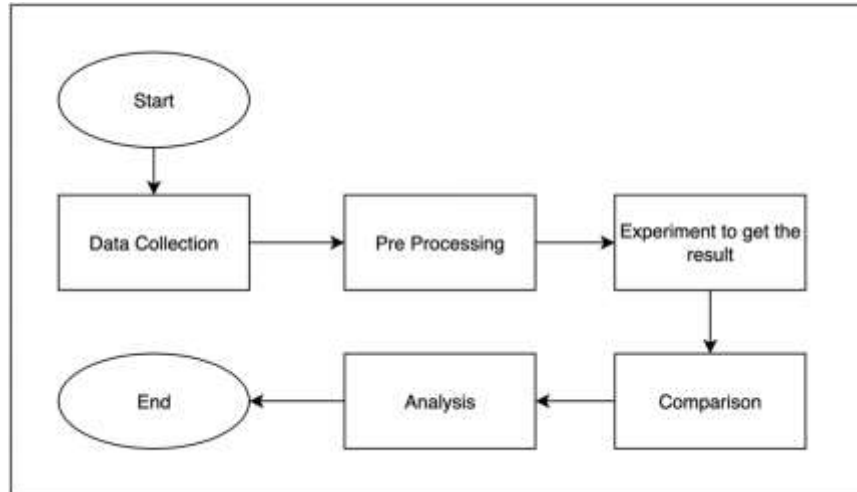 Start
Data Collection
Pre Processing
Experiment to get the
result
Comparison
Analysis
End